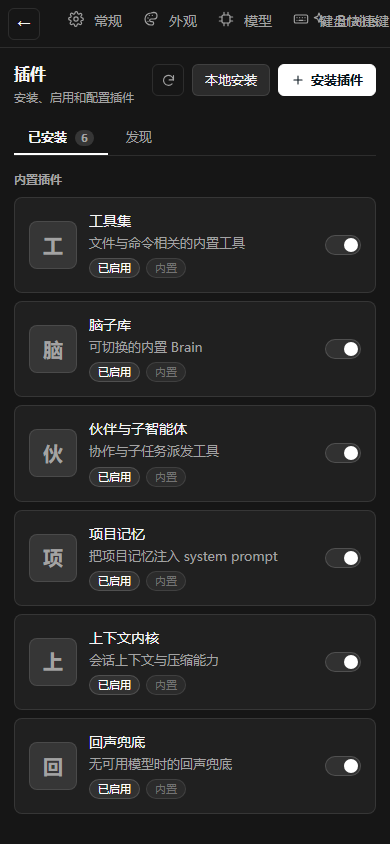 常规
外观
模型
键盘快捷键
插件
安装、启用和配置插件
本地安装
安装插件
已安装 6
发现
内置插件
工
工具集
文件与命令相关的内置工具
已启用 内置
脑
脑子库
可切换的内置 Brain
已启用 内置
伙
伙伴与子智能体
协作与子任务派发工具
已启用 内置
项
项目记忆
把项目记忆注入 system prompt
已启用 内置
上
上下文内核
会话上下文与压缩能力
已启用 内置
回
回声兜底
无可用模型时的回声兜底
已启用 内置